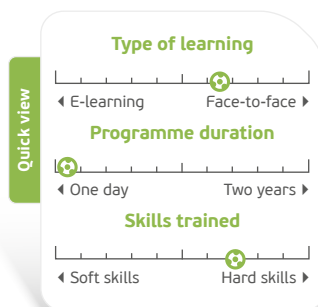 Quick view
Type of learning
E-learning Face-to-face
Programme duration
One day Two years
Skills trained
Soft skills Hard skills